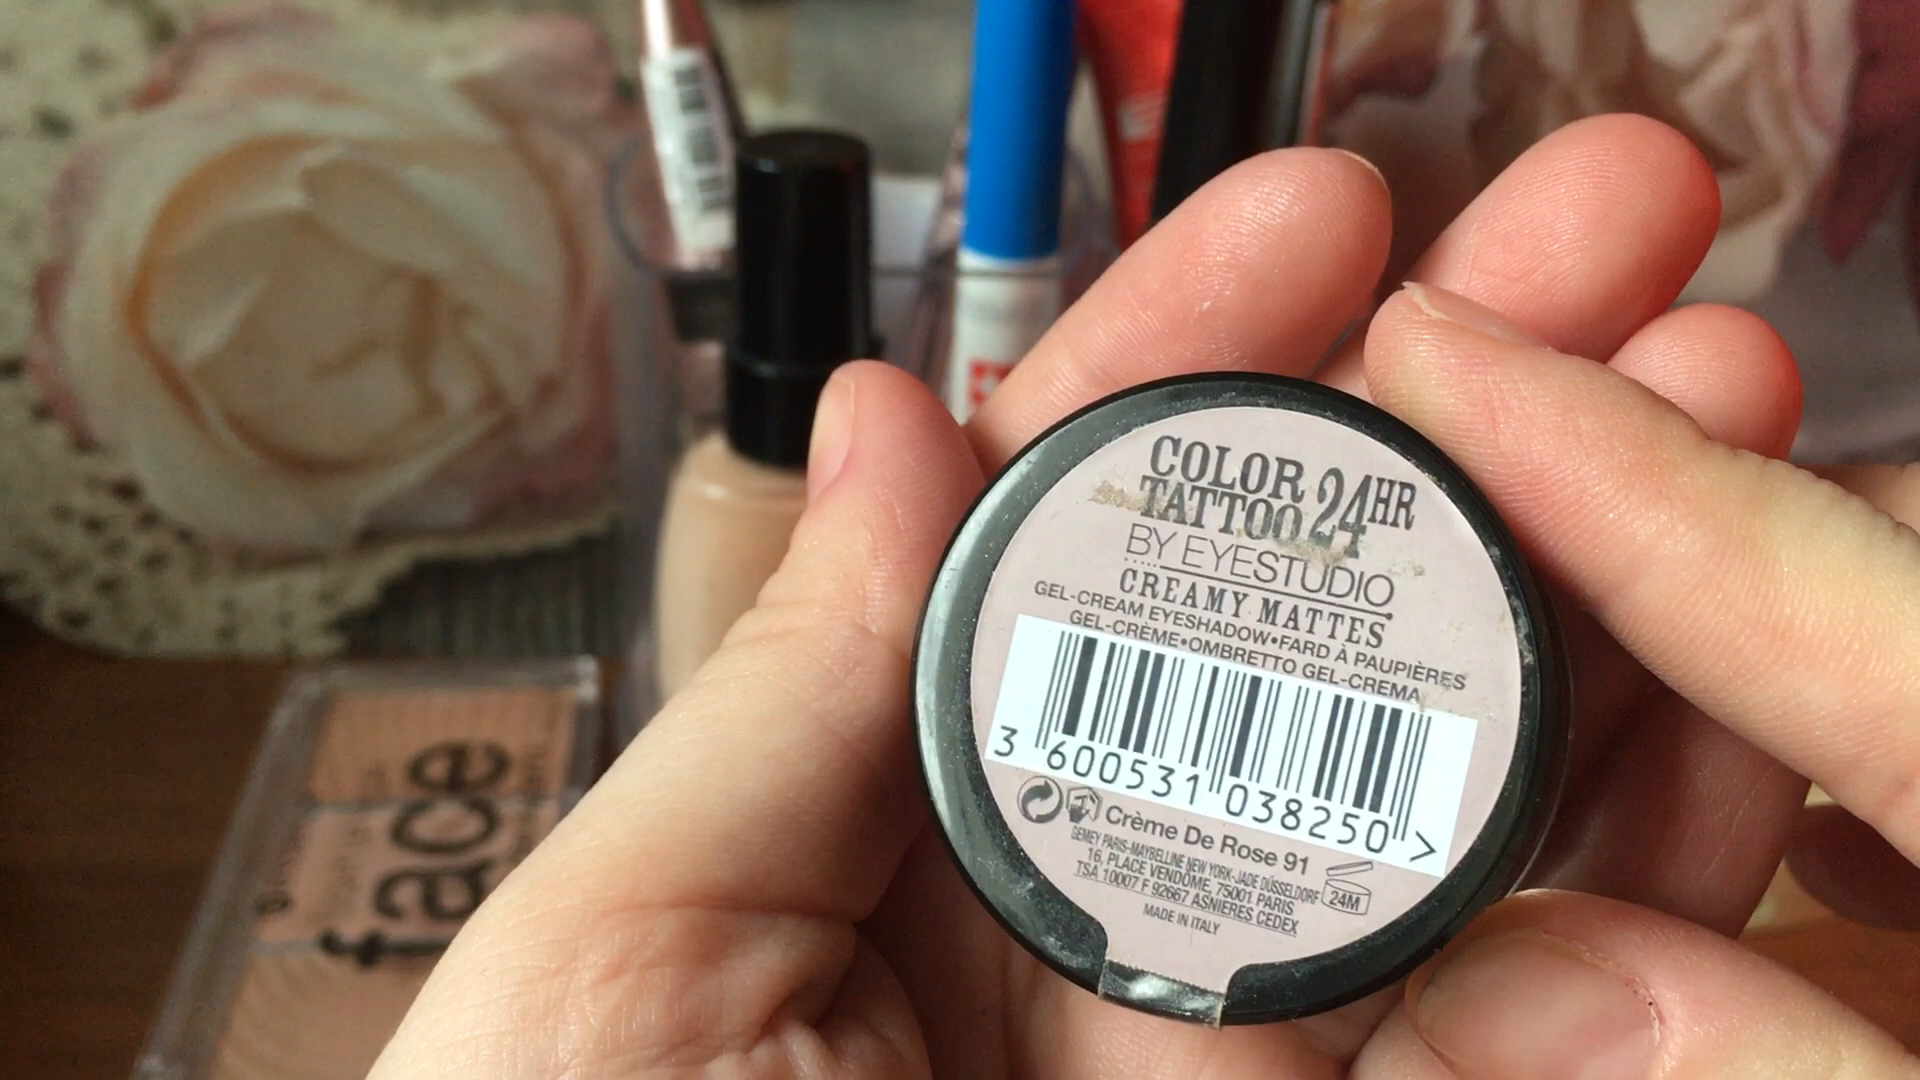 COLOR
TATTOO 24HR
BY EYESTUDIO
CREAMY MATTES
GEL-CREAM EYESHADOW•FARD À PAUPIÈRES
GEL-CRÈME•OMBRETTO GEL-CREMA
3 600531 038250 >
Crème De Rose 91
GEMEY PARIS-MAYBELLINE NEW YORK-JADE DÜSSELDORF
16, PLACE VENDÔME, 75001 PARIS
TSA 10007 F 92667 ASNIERES CEDEX
24M
MADE IN ITALY
face